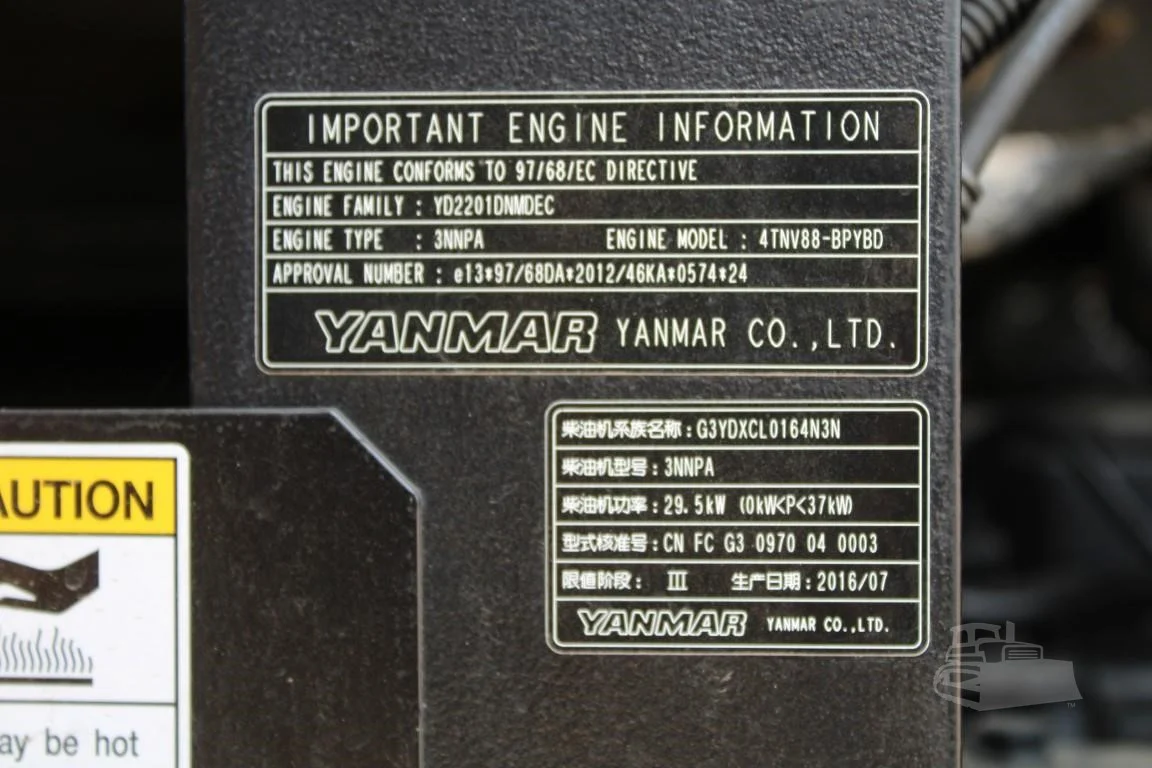 IMPORTANT ENGINE INFORMATION
THIS ENGINE CONFORMS TO 97/68/EC DIRECTIVE
ENGINE FAMILY : YD2201DNMDEC
ENGINE TYPE : 3NNPA ENGINE MODEL : 4TNV88-BPYBD
APPROVAL NUMBER : e13*97/68DA*2012/46KA*0574*24
YANMAR YANMAR CO.,LTD.
柴油机系族名称:G3YDXCL0164N3N
柴油机型号:3NNPA
柴油机功率:29.5kW (0kW<P<37kW)
型式核准号:CN FC G3 0970 04 0003
限值阶段: III 生产日期:2016/07
YANMAR YANMAR CO.,LTD.
AUTION
ay be hot
TM